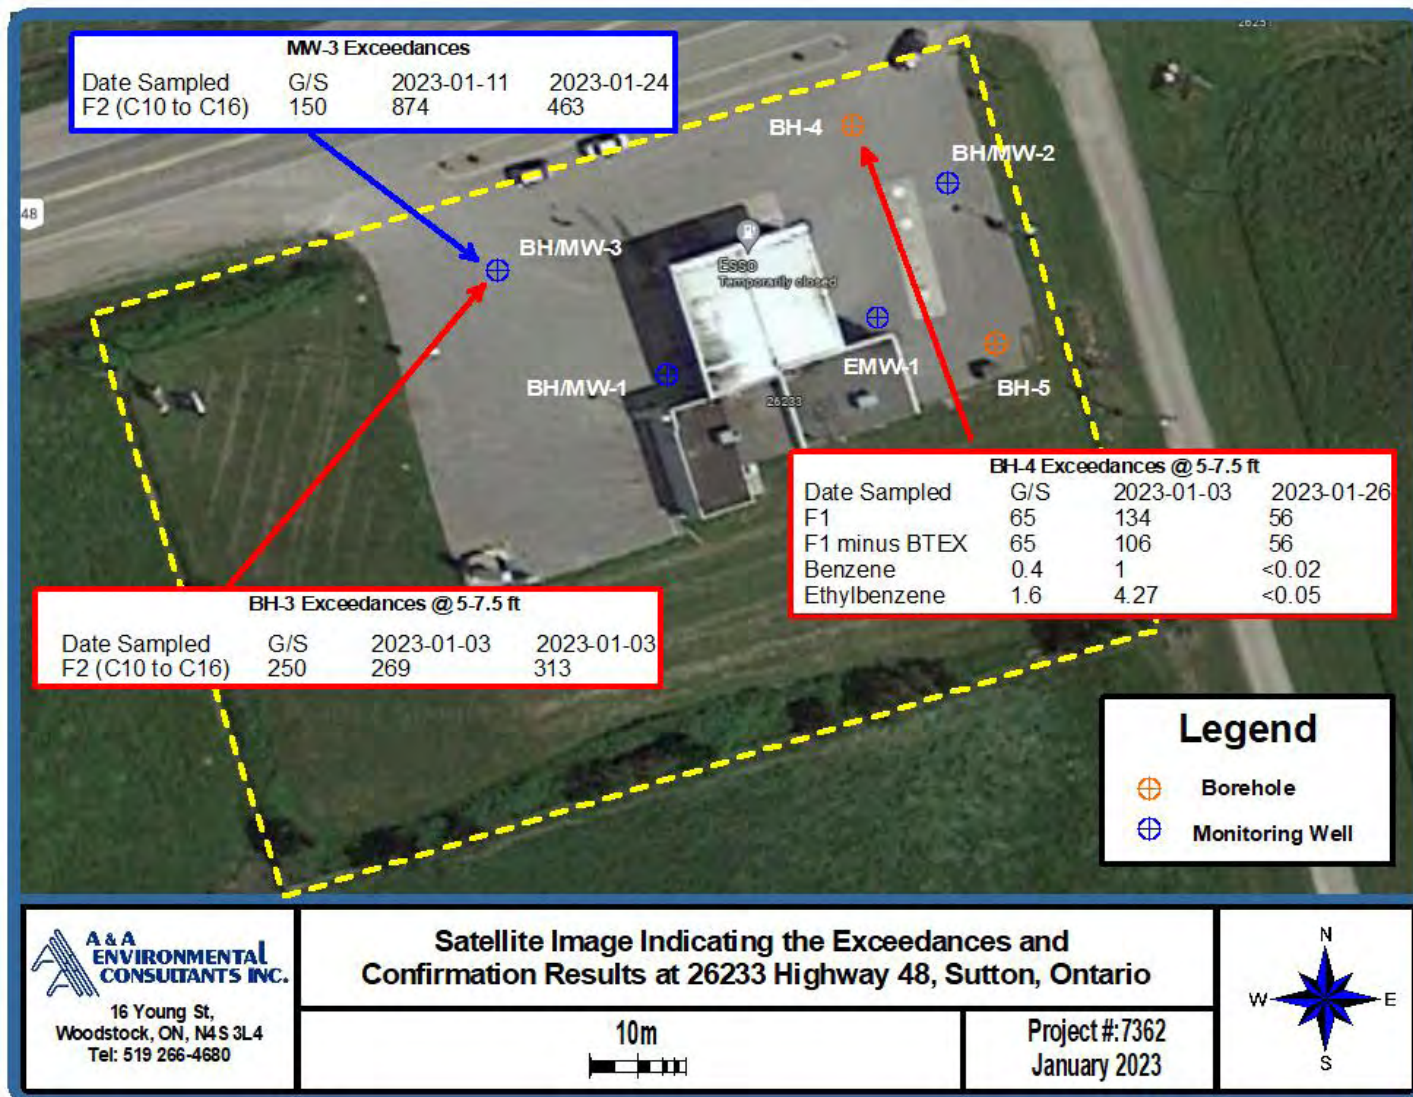 26251
MW-3 Exceedances
Date Sampled G/S 2023-01-11 2023-01-24
F2 (C10 to C16) 150 874 463
BH-4
BH/MW-2
48
BH/MW-3
Esso
Temporarily closed
EMW-1
BH/MW-1
BH-5
26233
BH-4 Exceedances @ 5-7.5 ft
Date Sampled G/S 2023-01-03 2023-01-26
F1 65 134 56
F1 minus BTEX 65 106 56
Benzene 0.4 1 <0.02
Ethylbenzene 1.6 4.27 <0.05
BH-3 Exceedances @ 5-7.5 ft
Date Sampled G/S 2023-01-03 2023-01-03
F2 (C10 to C16) 250 269 313
Legend
Borehole
Monitoring Well
A & A
ENVIRONMENTAL
CONSULTANTS INC.
16 Young St,
Woodstock, ON, N4S 3L4
Tel: 519 266-4680
Satellite Image Indicating the Exceedances and
Confirmation Results at 26233 Highway 48, Sutton, Ontario
10m
Project #:7362
January 2023
N
W E
S